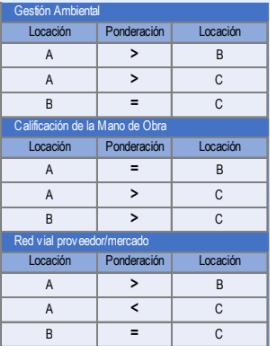 Gestión Ambiental
Locación Ponderación Locación
A > B
A > C
B = C
Calificación de la Mano de Obra
Locación Ponderación Locación
A = B
A > C
B > C
Red vial proveedor/mercado
Locación Ponderación Locación
A > B
A < C
B = C